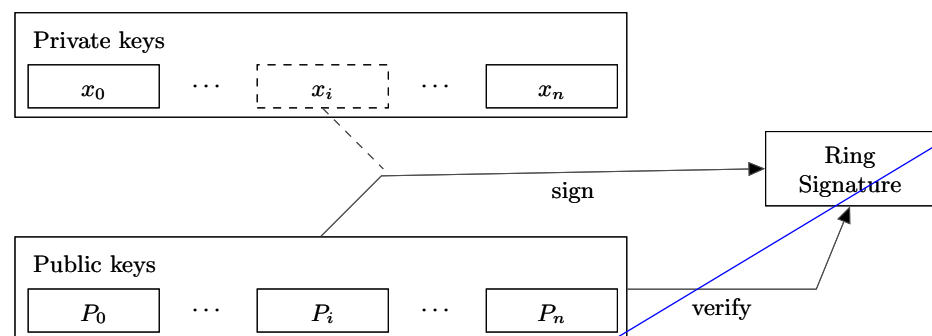 Private keys
x₀ ... xᵢ ... xₙ
Ring
Signature
sign
Public keys
P₀ ... Pᵢ ... Pₙ
verify